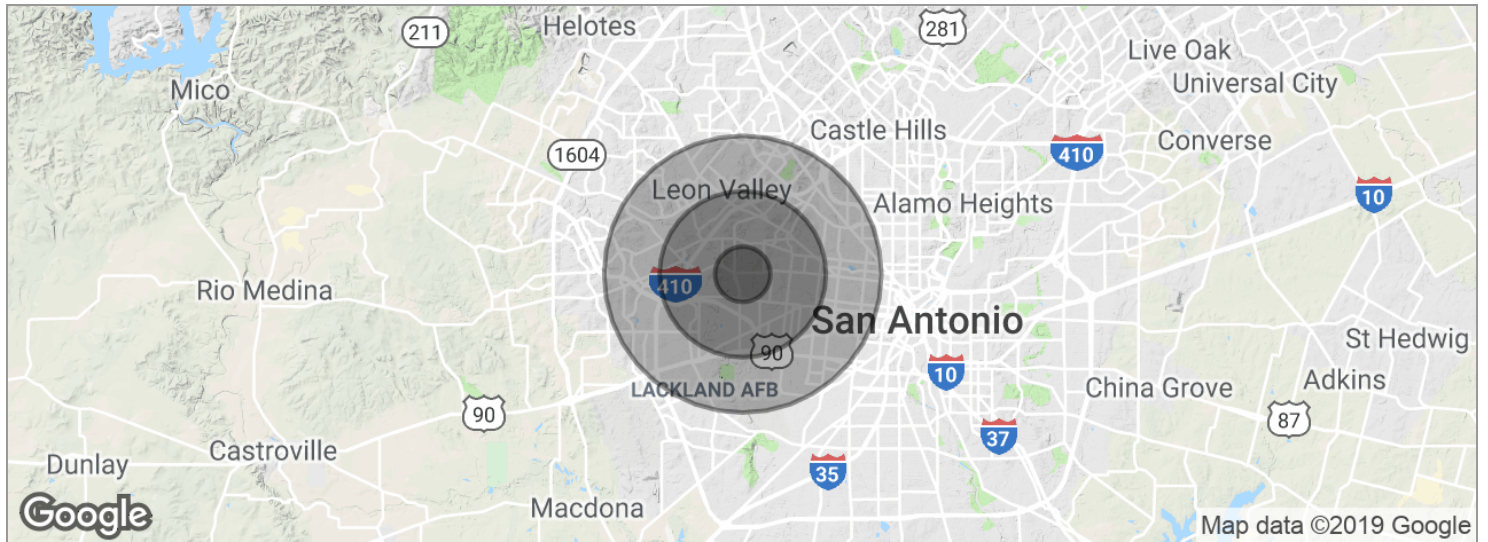 211
Helotes
281
Live Oak
Mico
Universal City
Castle Hills
Converse
1604
410
Leon Valley
10
Alamo Heights
410
Rio Medina
San Antonio
90
St Hedwig
10
LACKLAND AFB
China Grove
Adkins
90
87
37
Castroville
Dunlay
35
Macdona
Google
Map data ©2019 Google